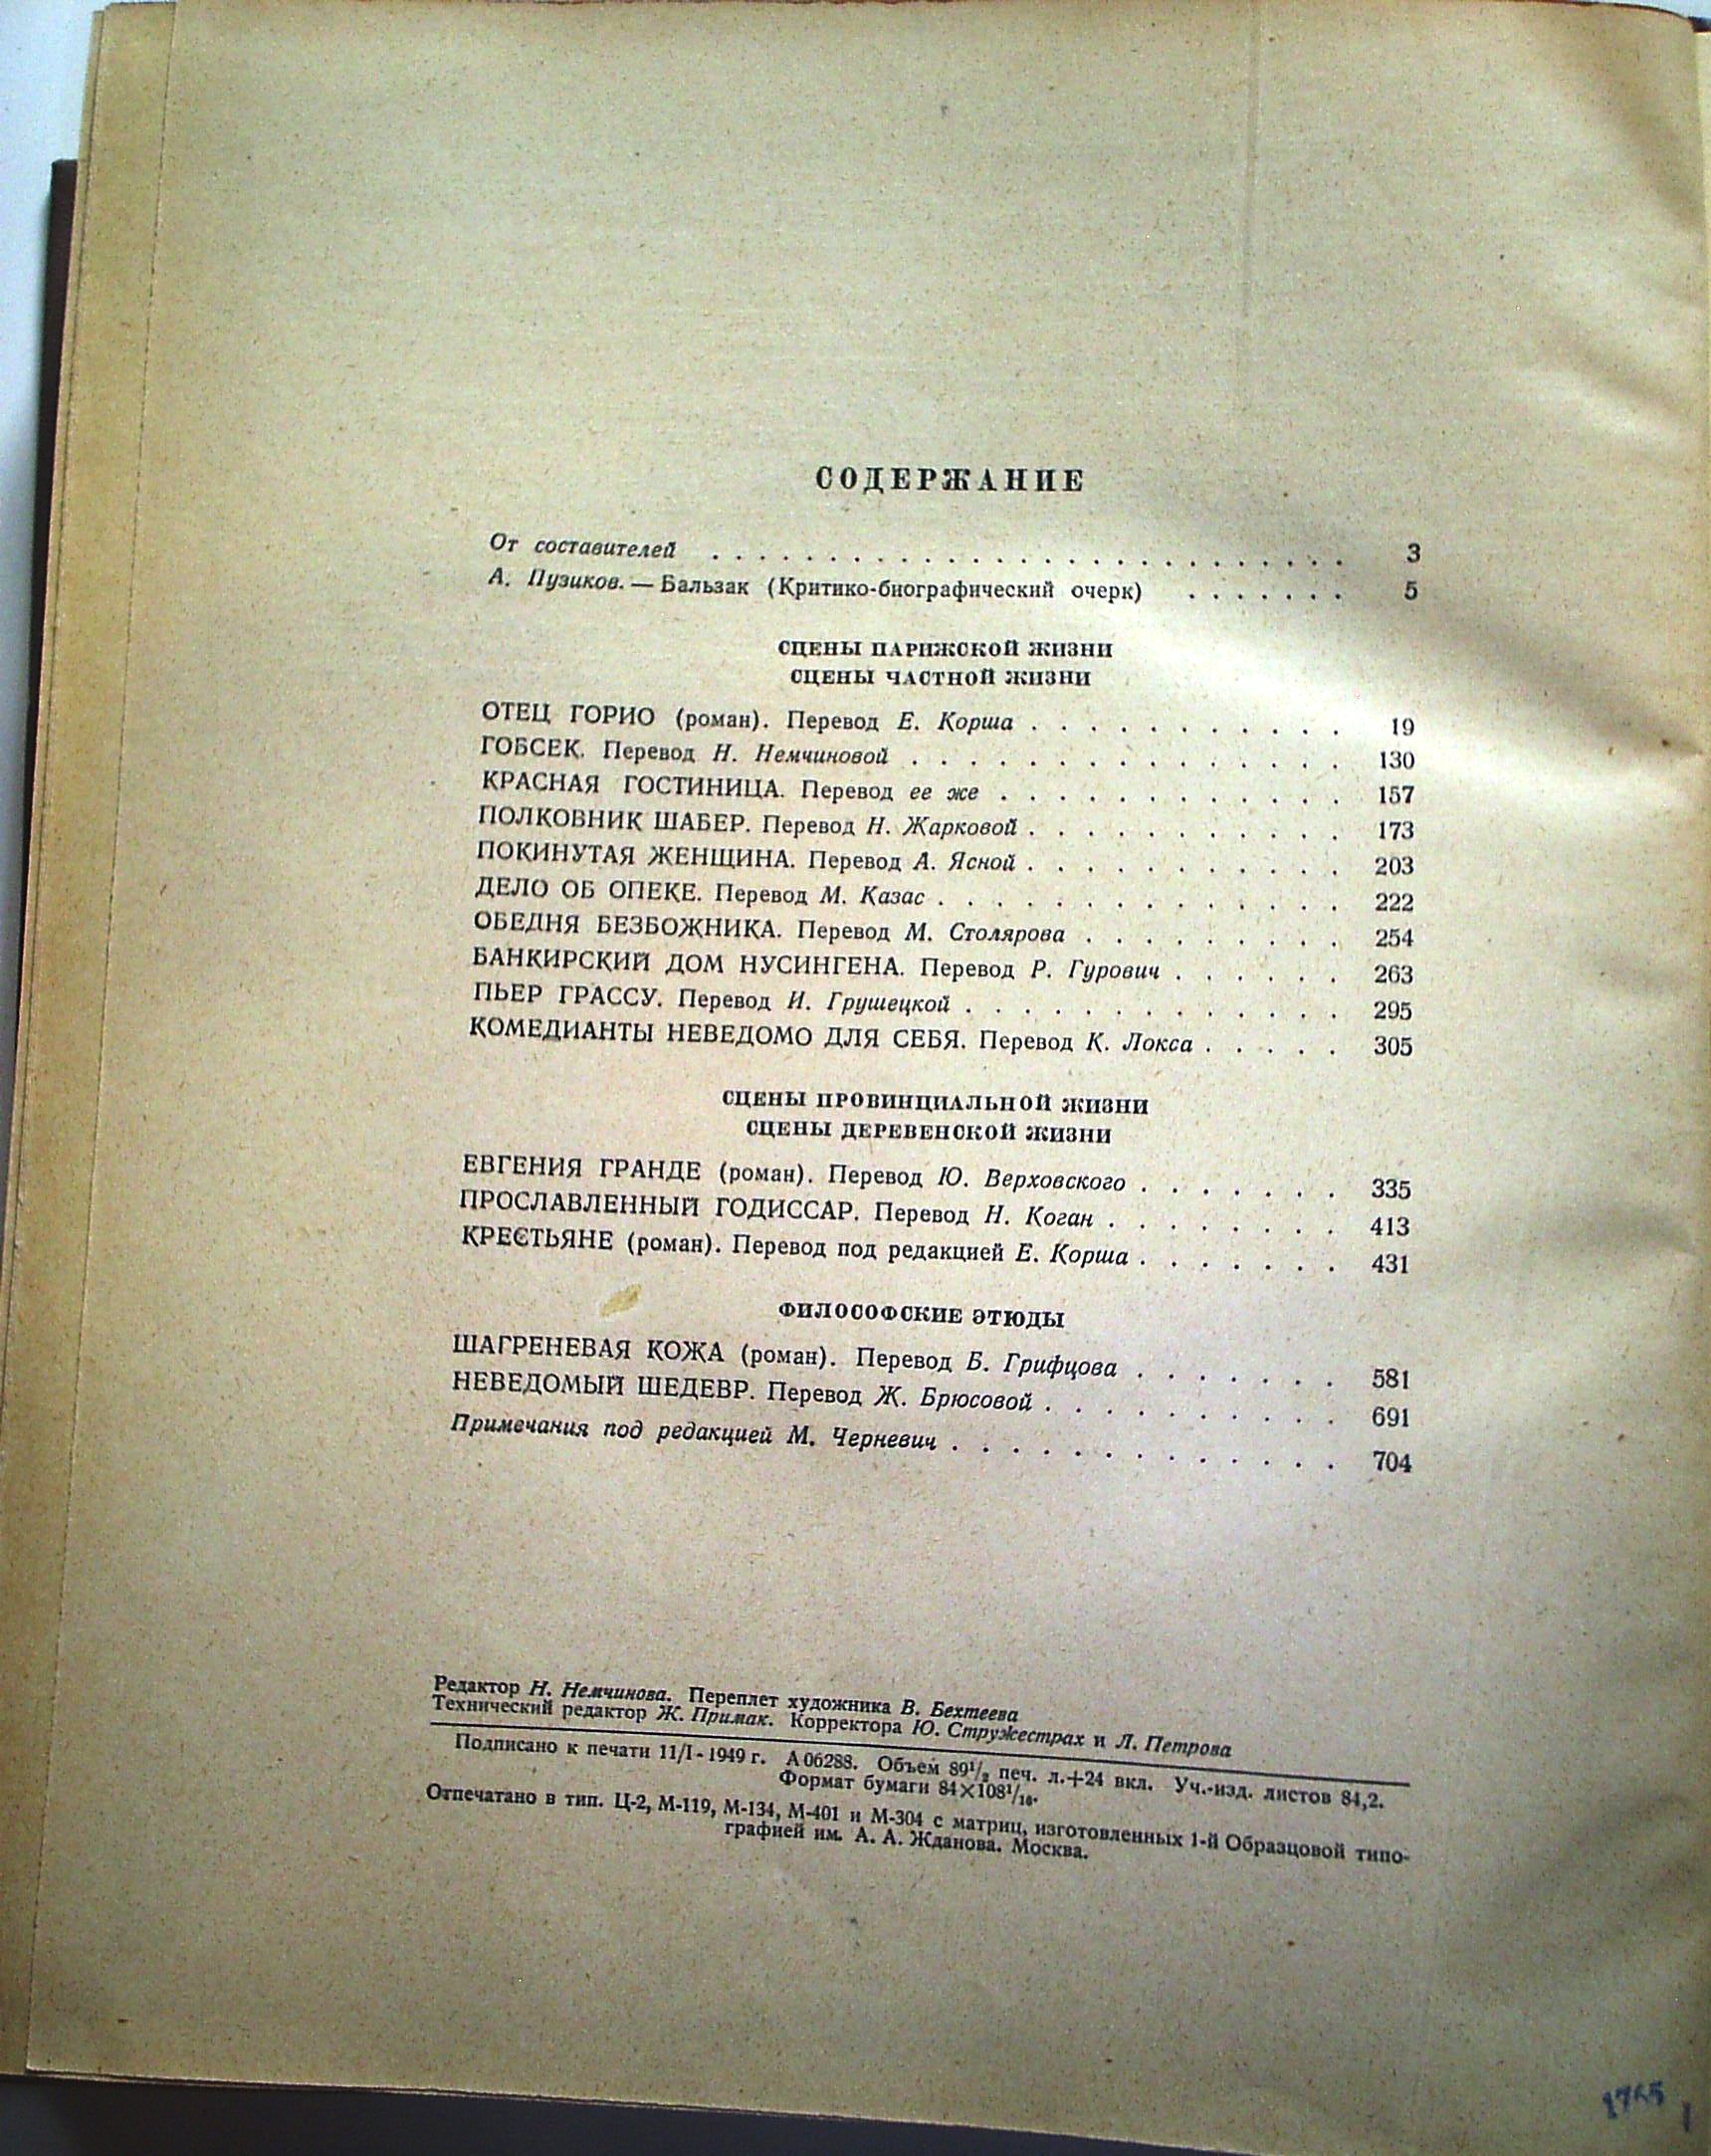 СОДЕРЖАНИЕ
От составителей . . . . . . . . . . . . . . . . . . . . . 3
А. Пузиков. — Бальзак (Критико-биографический очерк) . . . . . . . 5
СЦЕНЫ ПАРИЖСКОЙ ЖИЗНИ
СЦЕНЫ ЧАСТНОЙ ЖИЗНИ
ОТЕЦ ГОРИО (роман). Перевод Е. Корша . . . . . . . . . . . 19
ГОБСЕК. Перевод Н. Немчиновой . . . . . . . . . . . . . . . 130
КРАСНАЯ ГОСТИНИЦА. Перевод ее же . . . . . . . . . . . . 157
ПОЛКОВНИК ШАБЕР. Перевод Н. Жарковой . . . . . . . . . . . 173
ПОКИНУТАЯ ЖЕНЩИНА. Перевод А. Ясной . . . . . . . . . . . 203
ДЕЛО ОБ ОПЕКЕ. Перевод М. Казас . . . . . . . . . . . . . . 222
ОБЕДНЯ БЕЗБОЖНИКА. Перевод М. Столярова . . . . . . . . . 254
БАНКИРСКИЙ ДОМ НУСИНГЕНА. Перевод Р. Гурович . . . . . . 263
ПЬЕР ГРАССУ. Перевод И. Грушецкой . . . . . . . . . . . . . 295
КОМЕДИАНТЫ НЕВЕДОМО ДЛЯ СЕБЯ. Перевод К. Локса . . . . . 305
СЦЕНЫ ПРОВИНЦИАЛЬНОЙ ЖИЗНИ
СЦЕНЫ ДЕРЕВЕНСКОЙ ЖИЗНИ
ЕВГЕНИЯ ГРАНДЕ (роман). Перевод Ю. Верховского . . . . . . . 335
ПРОСЛАВЛЕННЫЙ ГОДИССАР. Перевод Н. Коган . . . . . . . . 413
КРЕСТЬЯНЕ (роман). Перевод под редакцией Е. Корша . . . . . . . 431
ФИЛОСОФСКИЕ ЭТЮДЫ
ШАГРЕНЕВАЯ КОЖА (роман). Перевод Б. Грифцова . . . . . . . 581
НЕВЕДОМЫЙ ШЕДЕВР. Перевод Ж. Брюсовой . . . . . . . . . . 691
Примечания под редакцией М. Черневич . . . . . . . . . . . . . 704
Редактор Н. Немчинова. Переплет художника В. Бехтеева
Технический редактор Ж. Примак. Корректора Ю. Стружестрах и Л. Петрова
Подписано к печати 11/I - 1949 г. А 06288. Объем 89¹/₂ печ. л.+24 вкл. Уч.-изд. листов 84,2.
Формат бумаги 84×108¹/₁₆.
Отпечатано в тип. Ц-2, М-119, М-134, М-401 и М-304 с матриц, изготовленных 1-й Образцовой типо-
графией им. А. А. Жданова. Москва.